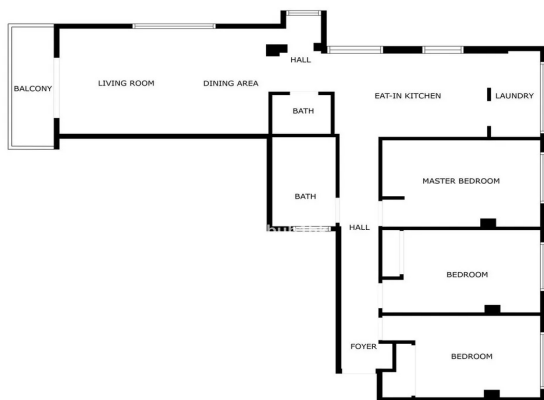 HALL
BALCONY
LIVING ROOM
DINING AREA
EAT-IN KITCHEN
LAUNDRY
BATH
MASTER BEDROOM
BATH
HALL
BEDROOM
FOYER
BEDROOM